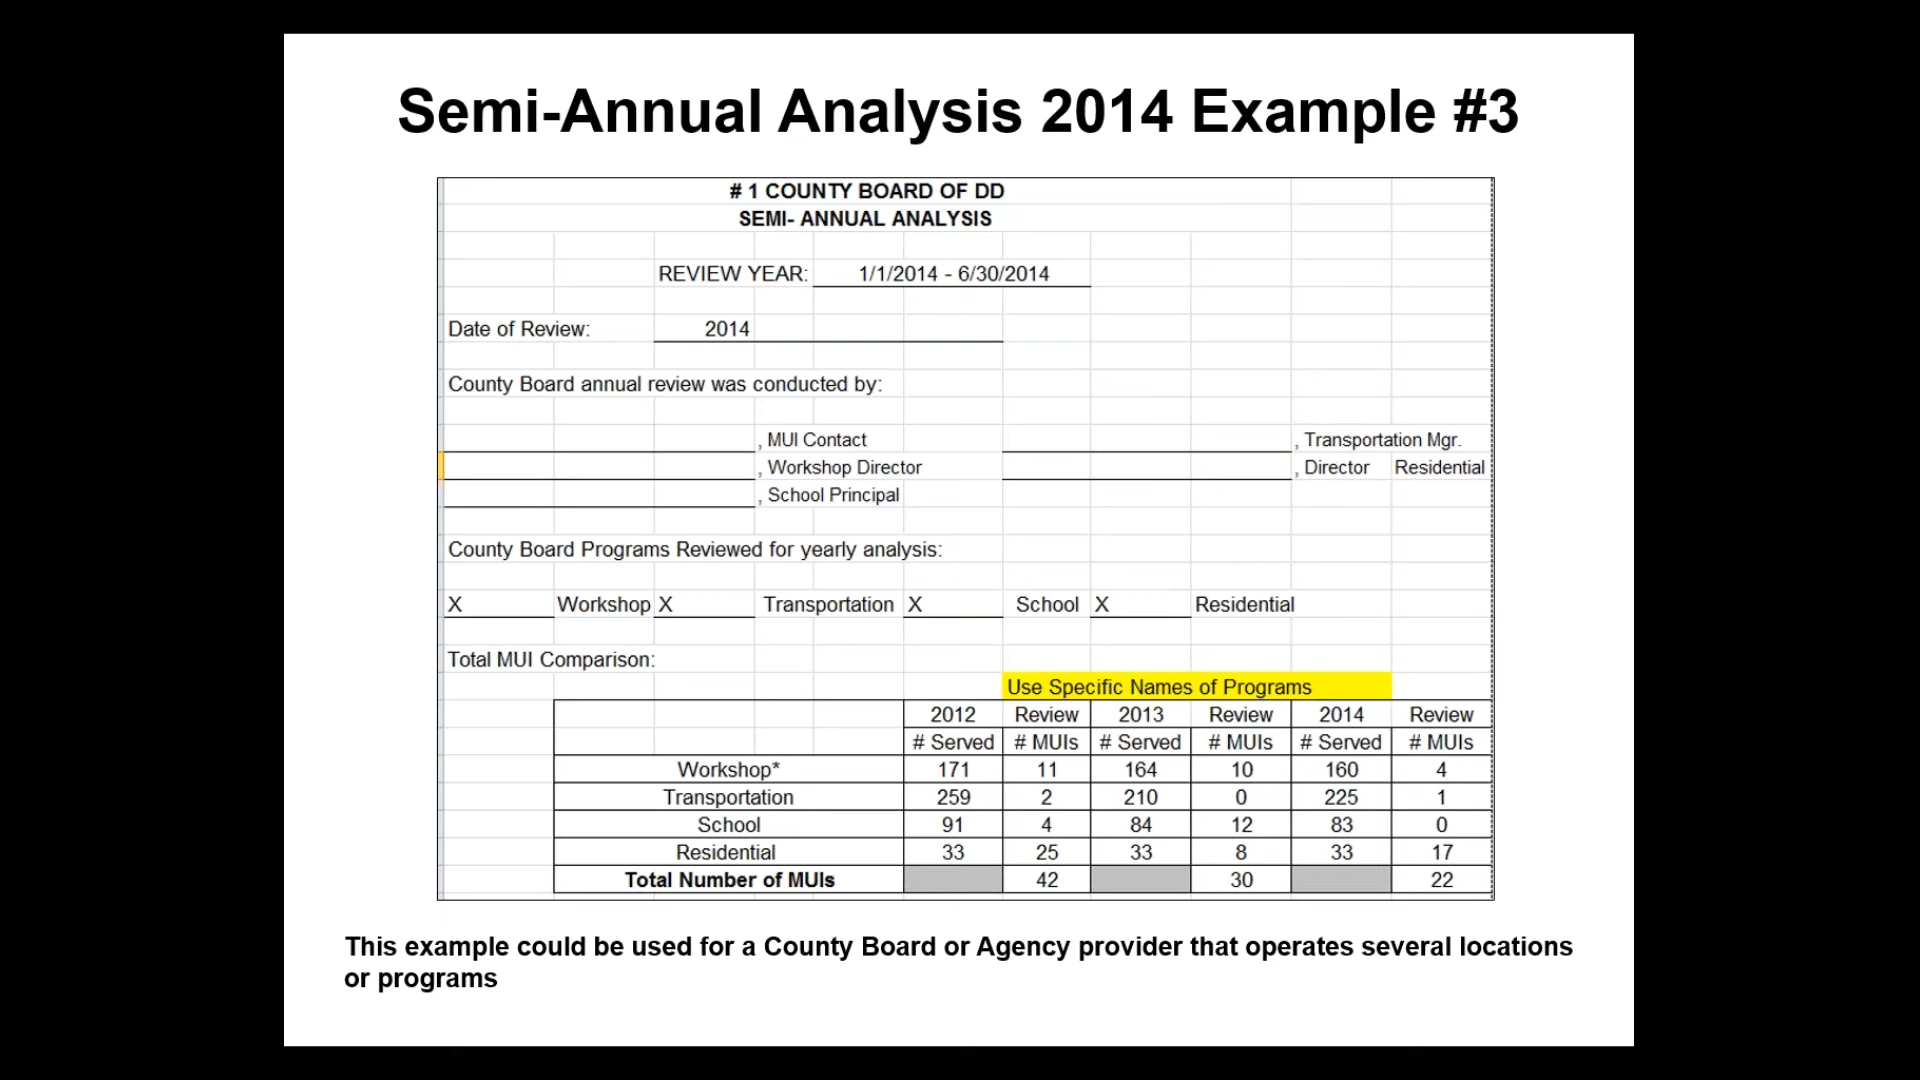 Semi-Annual Analysis 2014 Example #3
# 1 COUNTY BOARD OF DD
SEMI- ANNUAL ANALYSIS
REVIEW YEAR: 1/1/2014 - 6/30/2014
Date of Review: 2014
County Board annual review was conducted by:
, MUI Contact , Transportation Mgr.
, Workshop Director , Director Residential
, School Principal
County Board Programs Reviewed for yearly analysis:
X Workshop X Transportation X School X Residential
Total MUI Comparison:
Use Specific Names of Programs
2012 Review 2013 Review 2014 Review
# Served # MUIs # Served # MUIs # Served # MUIs
Workshop* 171 11 164 10 160 4
Transportation 259 2 210 0 225 1
School 91 4 84 12 83 0
Residential 33 25 33 8 33 17
Total Number of MUIs 42 30 22
This example could be used for a County Board or Agency provider that operates several locations
or programs